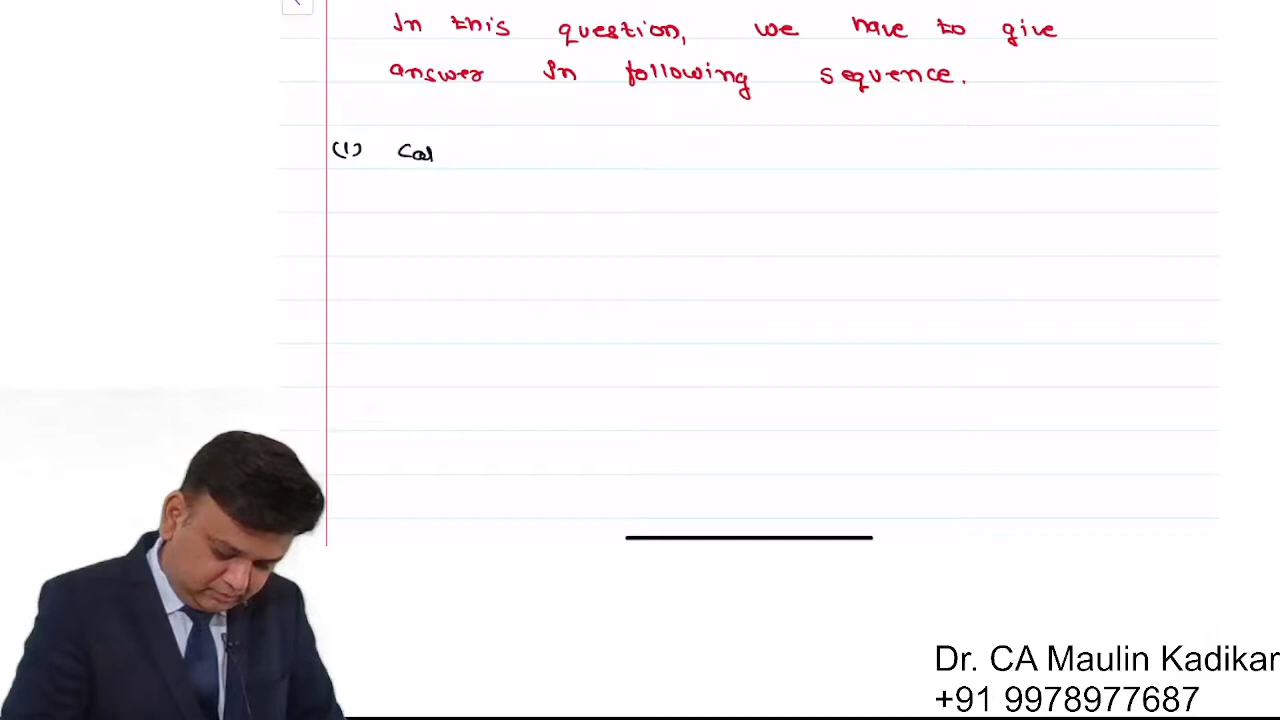 In this question, we have to give
answer in following sequence.
(1) Cal
Dr. CA Maulin Kadikar
+91 9978977687